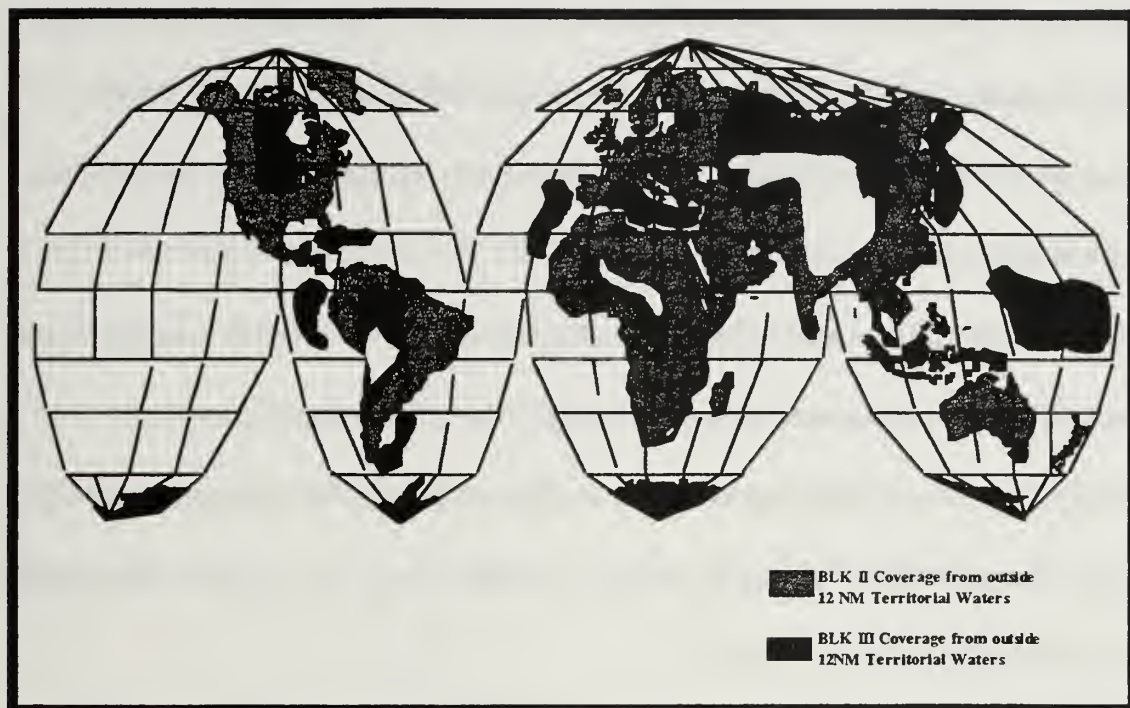 BLK II Coverage from outside
12 NM Territorial Waters
BLK III Coverage from outside
12NM Territorial Waters